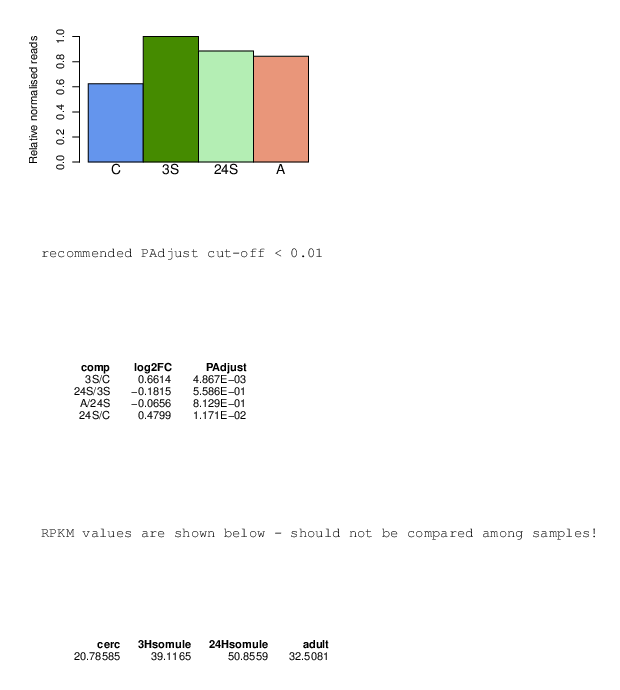 Relative normalised reads
1.0
0.8
0.6
0.4
0.2
0.0
C 3S 24S A
recommended PAdjust cut-off < 0.01
comp log2FC PAdjust
3S/C 0.6614 4.867E−03
24S/3S −0.1815 5.586E−01
A/24S −0.0656 8.129E−01
24S/C 0.4799 1.171E−02
RPKM values are shown below - should not be compared among samples!
cerc 3Hsomule 24Hsomule adult
20.78585 39.1165 50.8559 32.5081